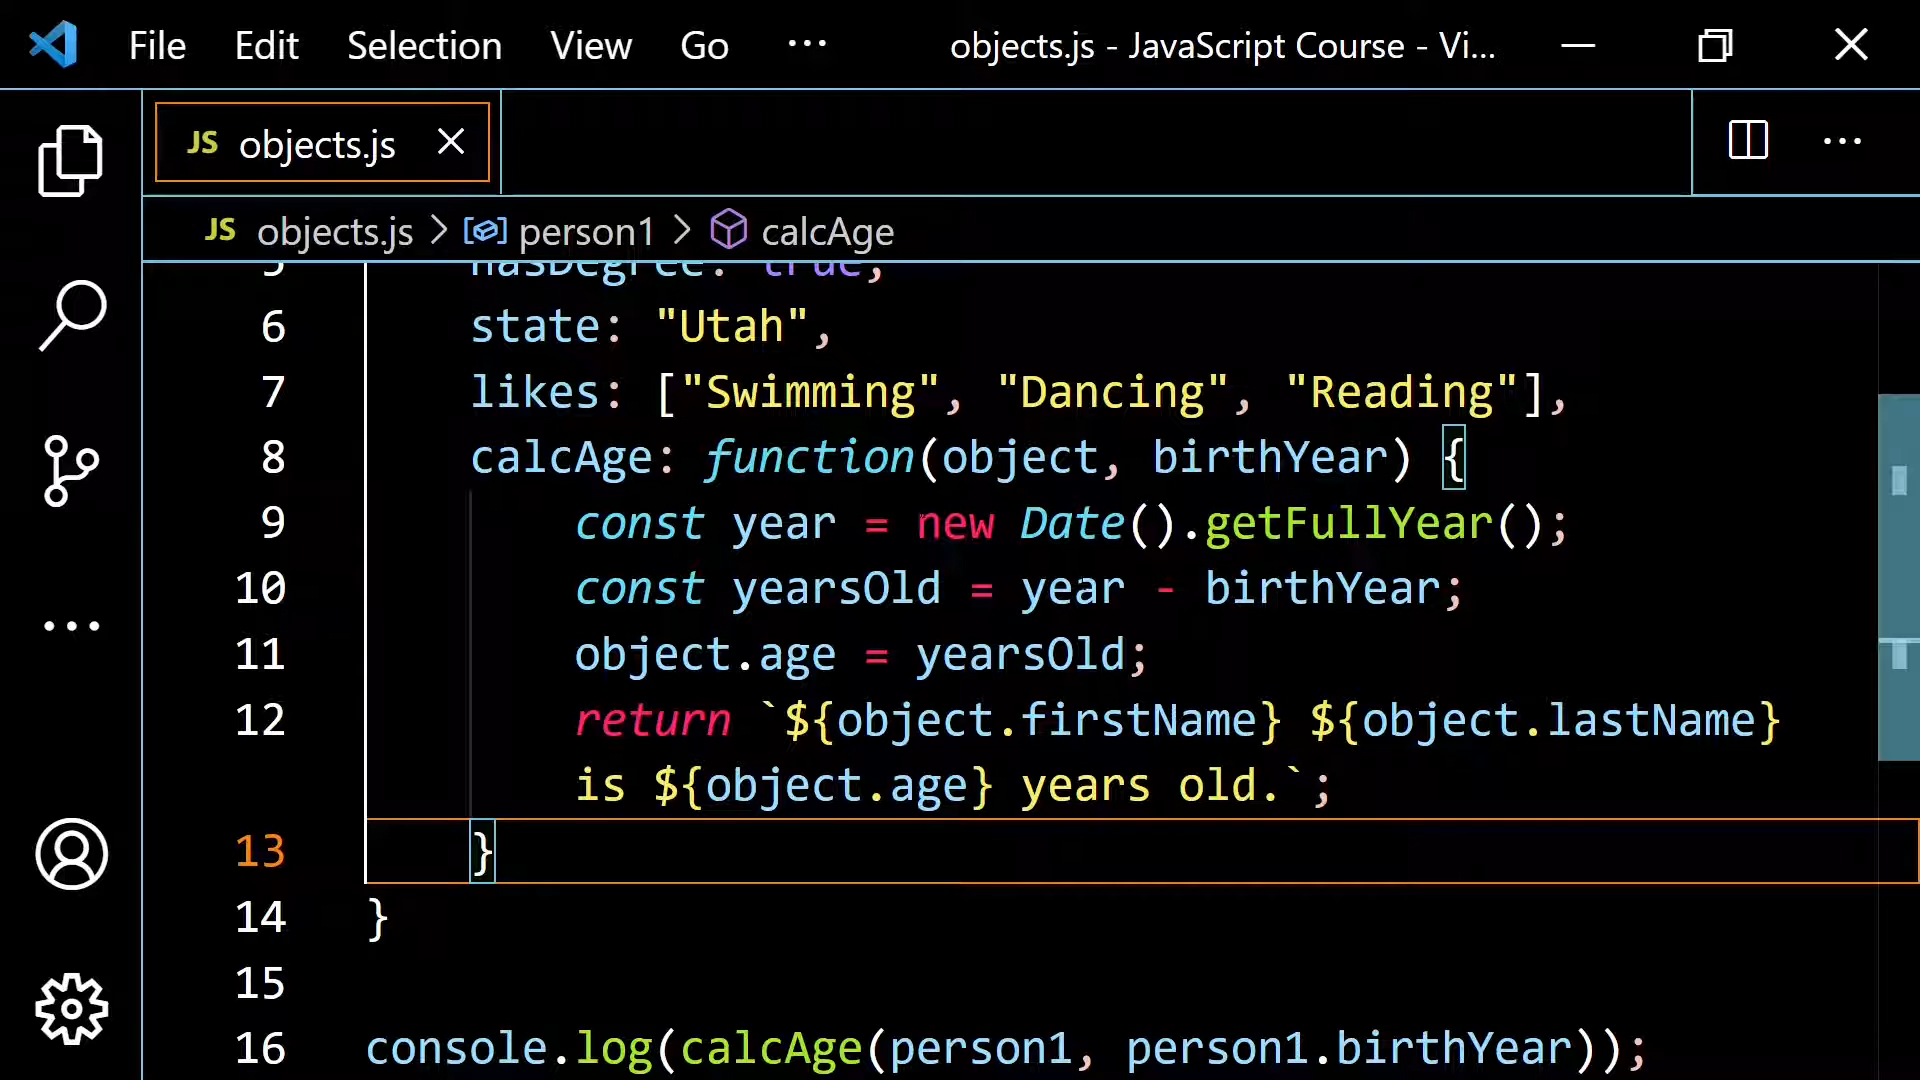 File Edit Selection View Go ··· objects.js - JavaScript Course - Vi...
JS objects.js
JS objects.js > person1 > calcAge
5 hasDegree: true,
6 state: "Utah",
7 likes: ["Swimming", "Dancing", "Reading"],
8 calcAge: function(object, birthYear) {
9 const year = new Date().getFullYear();
10 const yearsOld = year - birthYear;
11 object.age = yearsOld;
12 return `${object.firstName} ${object.lastName}
is ${object.age} years old.`;
13 }
14 }
15
16 console.log(calcAge(person1, person1.birthYear));